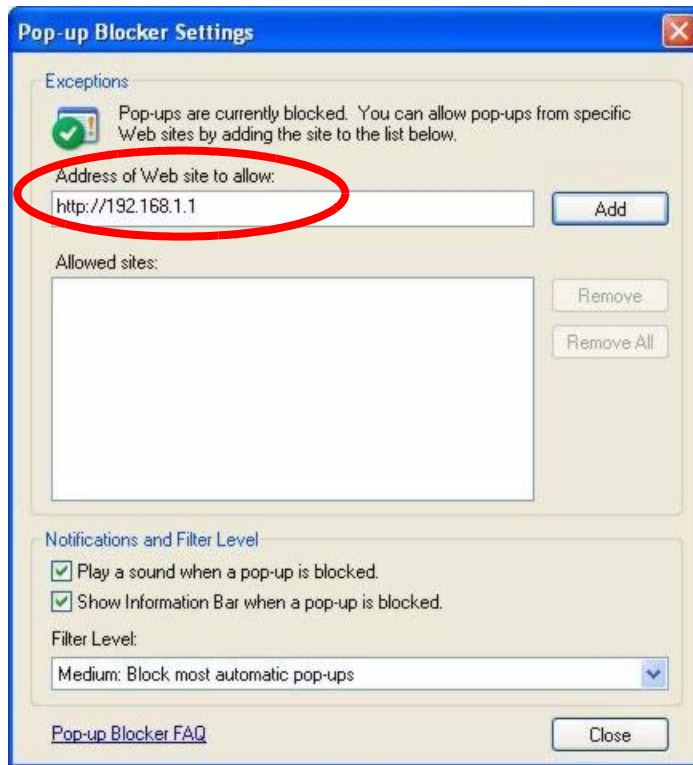 Pop-up Blocker Settings
Exceptions
Pop-ups are currently blocked. You can allow pop-ups from specific
Web sites by adding the site to the list below.
Address of Web site to allow:
http://192.168.1.1
Add
Allowed sites:
Remove
Remove All
Notifications and Filter Level
Play a sound when a pop-up is blocked.
Show Information Bar when a pop-up is blocked.
Filter Level:
Medium: Block most automatic pop-ups
Pop-up Blocker FAQ
Close